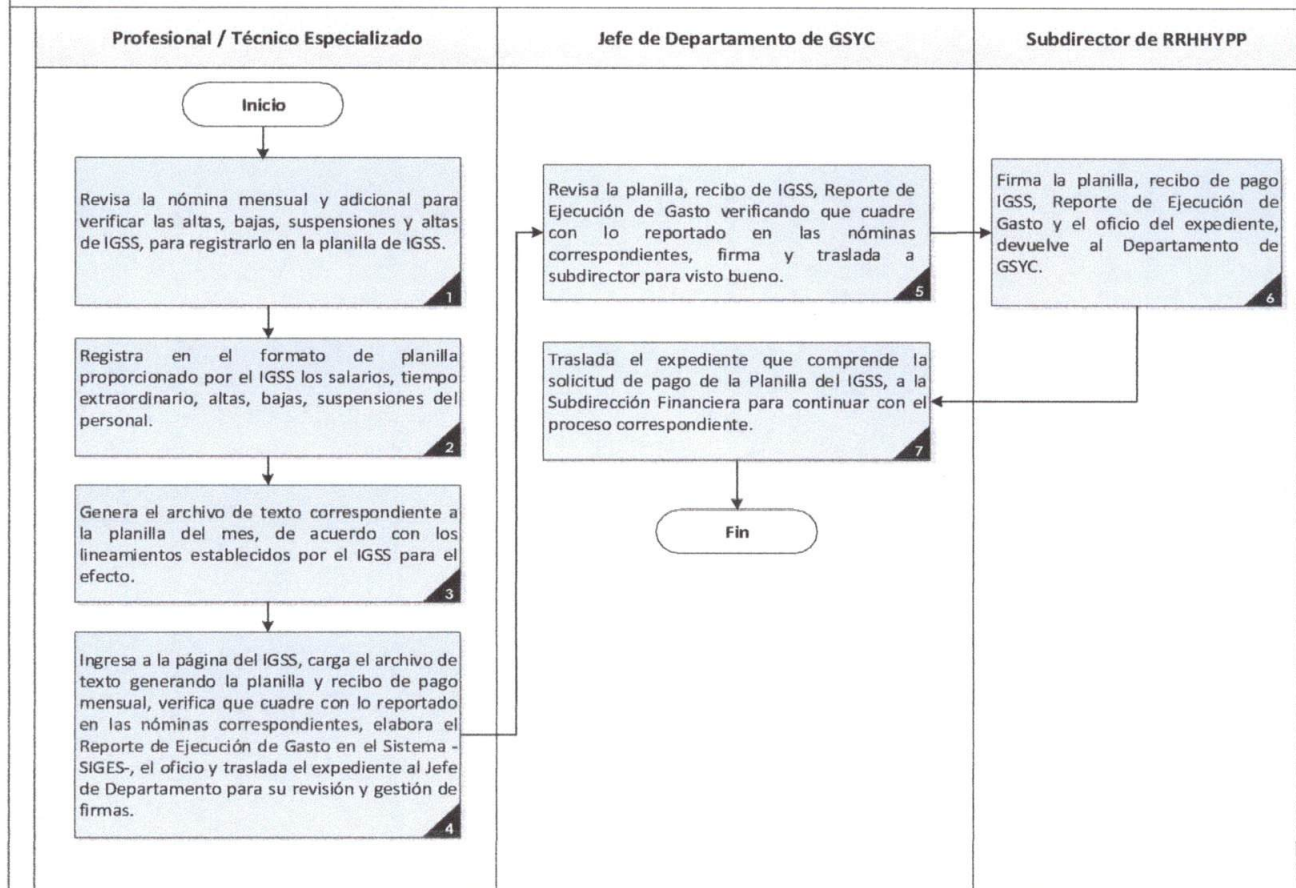 Profesional / Técnico Especializado
Jefe de Departamento de GSYC
Subdirector de RRHHYPP
Inicio
Revisa la nómina mensual y adicional para
verificar las altas, bajas, suspensiones y altas
de IGSS, para registrarlo en la planilla de IGSS.
1
Registra en el formato de planilla
proporcionado por el IGSS los salarios, tiempo
extraordinario, altas, bajas, suspensiones del
personal.
2
Genera el archivo de texto correspondiente a
la planilla del mes, de acuerdo con los
lineamientos establecidos por el IGSS para el
efecto.
3
Ingresa a la página del IGSS, carga el archivo de
texto generando la planilla y recibo de pago
mensual, verifica que cuadre con lo reportado
en las nóminas correspondientes, elabora el
Reporte de Ejecución de Gasto en el Sistema -
SIGES-, el oficio y traslada el expediente al Jefe
de Departamento para su revisión y gestión de
firmas.
4
Revisa la planilla, recibo de IGSS, Reporte de
Ejecución de Gasto verificando que cuadre
con lo reportado en las nóminas
correspondientes, firma y traslada a
subdirector para visto bueno.
5
Firma la planilla, recibo de pago
IGSS, Reporte de Ejecución de
Gasto y el oficio del expediente,
devuelve al Departamento de
GSYC.
6
Traslada el expediente que comprende la
solicitud de pago de la Planilla del IGSS, a la
Subdirección Financiera para continuar con el
proceso correspondiente.
7
Fin